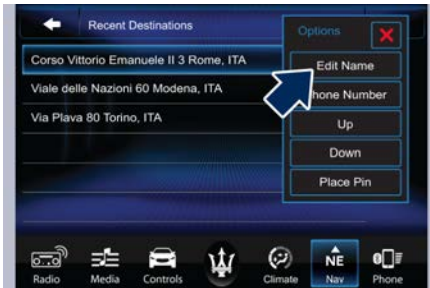 Recent Destinations
Options
Corso Vittorio Emanuele II 3 Rome, ITA
Edit Name
Viale delle Nazioni 60 Modena, ITA
hone Number
Via Plava 80 Torino, ITA
Up
Down
Place Pin
NE
Radio
Media
Controls
Climate
Nav
Phone